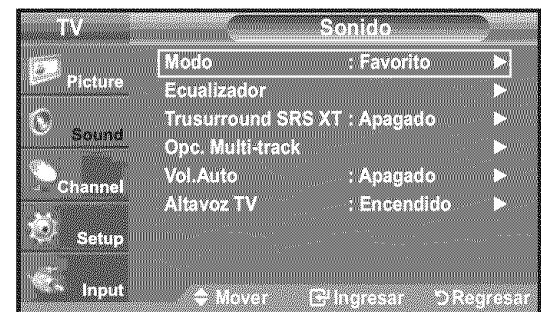 TV
Sonido
Picture
Sound
Channel
Setup
Input
Modo : Favorito
Ecualizador
Trusurround SRS XT : Apagado
Opc. Multi-track
Vol.Auto : Apagado
Altavoz TV : Encendido
Mover Ingresar Regresar